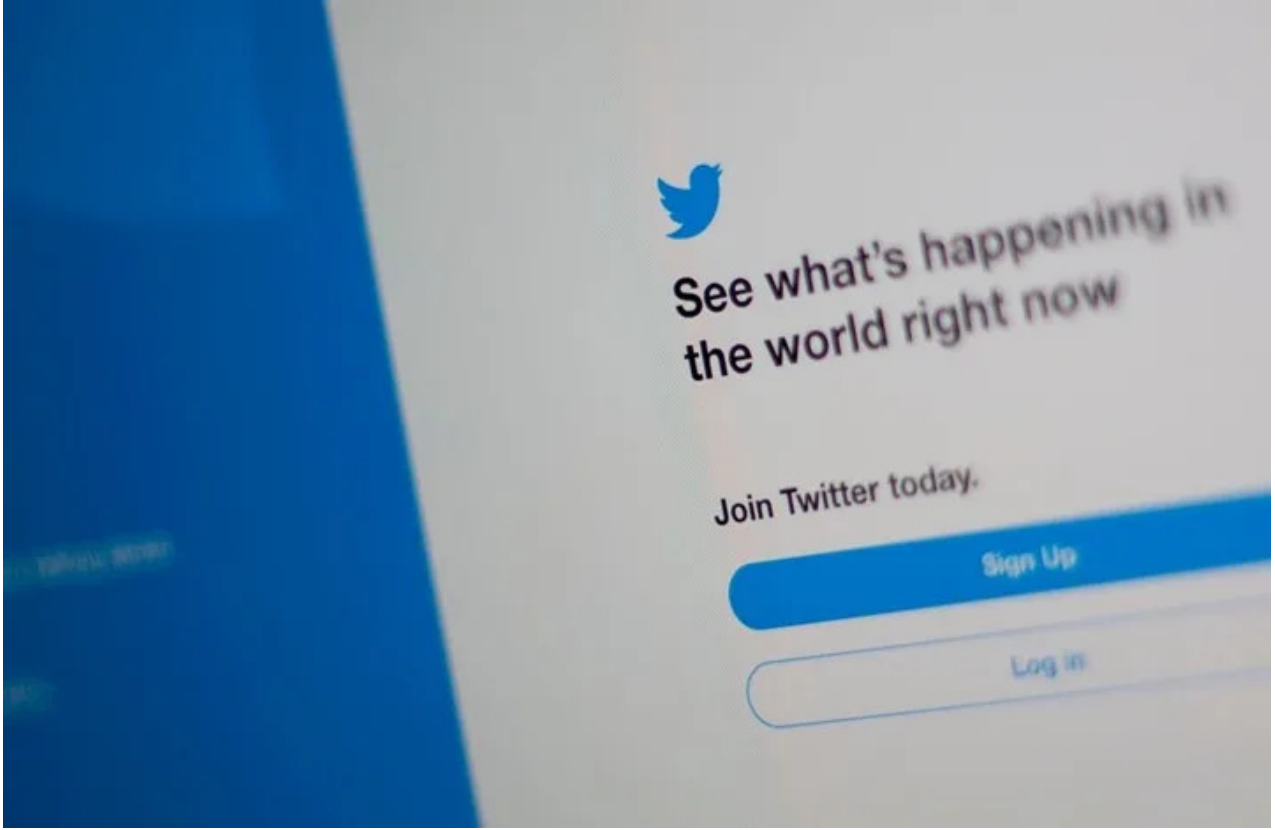 See what's happening in
the world right now
Join Twitter today.
Sign Up
Log in